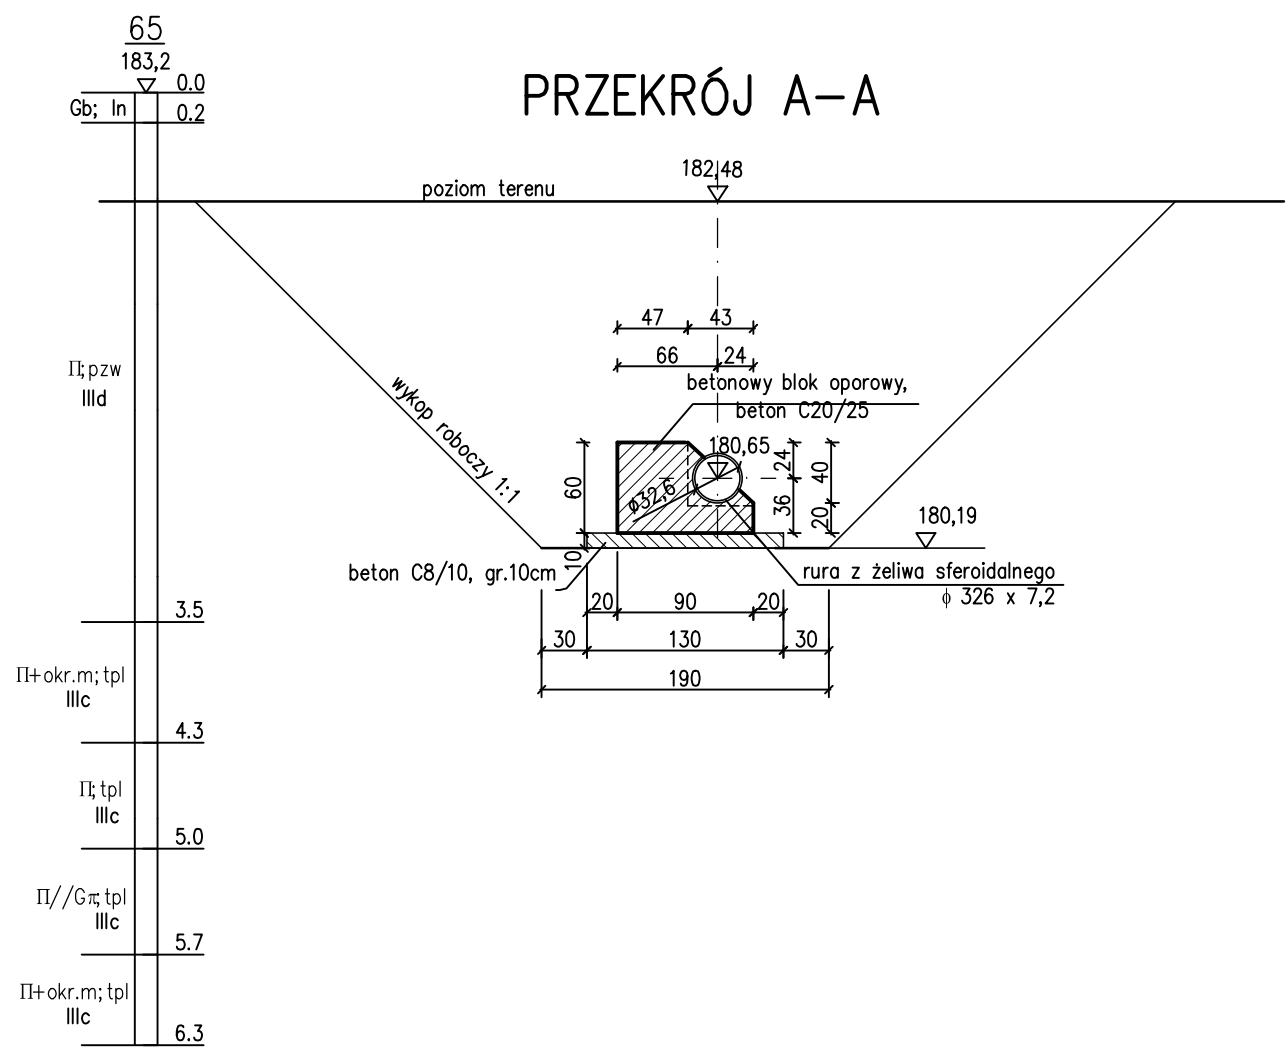 65
183,2
0.0
Gb; In
0.2
PRZEKRÓJ A-A
182,48
poziom terenu
47
43
66
24
Π;pzw
IIId
wykop roboczy 1:1
betonowy blok oporowy,
beton C20/25
180,65
24
40
60
ϕ32,6
36
20
180,19
10
beton C8/10, gr.10cm
rura z żeliwa sferoidalnego
ϕ 326 x 7,2
20
90
20
3.5
30
130
30
Π+okr.m;tpl
IIIc
190
4.3
Π;tpl
IIIc
5.0
Π//Gπ;tpl
IIIc
5.7
Π+okr.m;tpl
IIIc
6.3